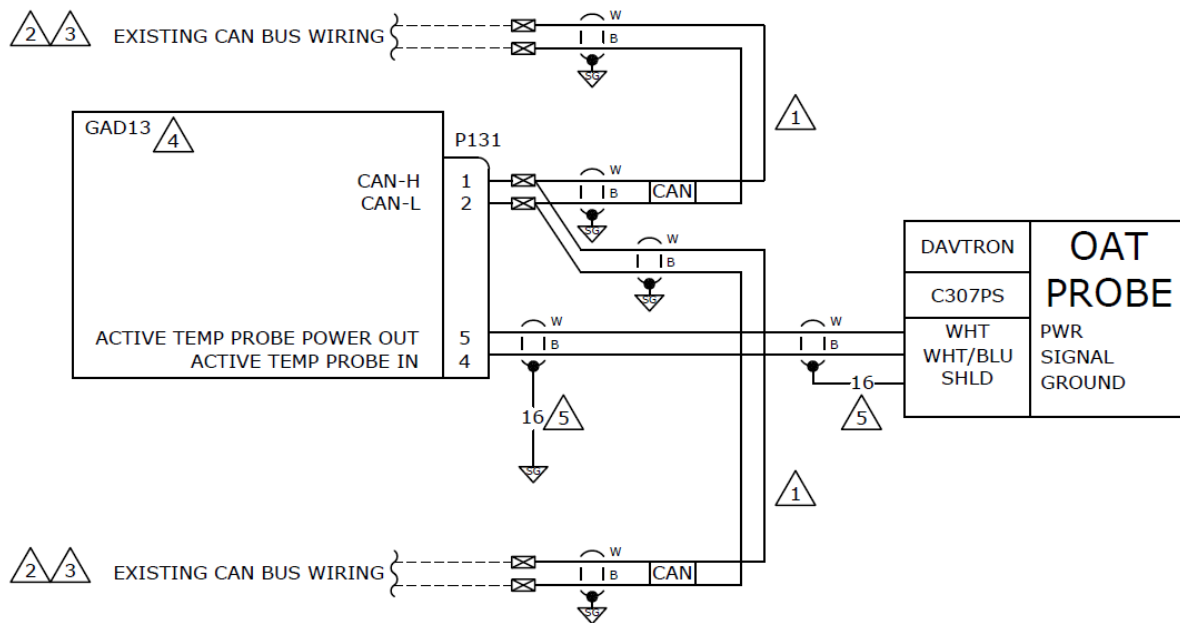 W
2 3 EXISTING CAN BUS WIRING
B
SG
1
GAD13 4
P131
W
CAN-H 1
CAN
CAN-L 2
B
SG
W
B
SG
DAVTRON
OAT
PROBE
C307PS
W
W
ACTIVE TEMP PROBE POWER OUT 5
WHT PWR
B
B
ACTIVE TEMP PROBE IN 4
WHT/BLU SIGNAL
16
SHLD GROUND
16 5
5
SG
1
W
2 3 EXISTING CAN BUS WIRING
B
CAN
SG